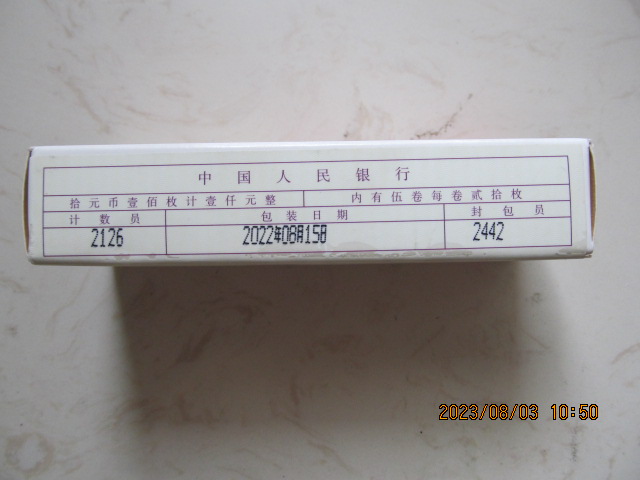 中国人民银行
拾元币壹佰枚计壹仟元整 内有伍卷每卷贰拾枚
计数员 包装日期 封包员
2126 2022年08月15日 2442
2023/08/03 10:50